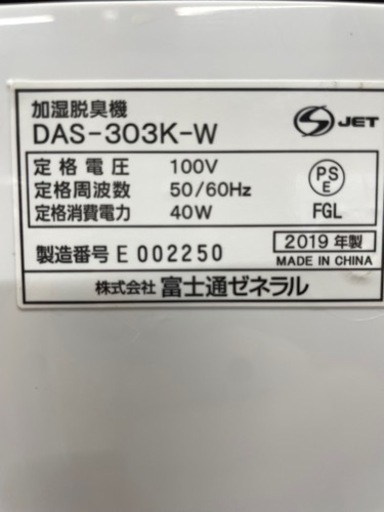 加湿脱臭機
DAS-303K-W
S JET
定格電圧 100V
定格周波数 50/60Hz
定格消費電力 40W
PS
E
FGL
製造番号 E 002250
2019 年製
MADE IN CHINA
株式会社 富士通ゼネラル